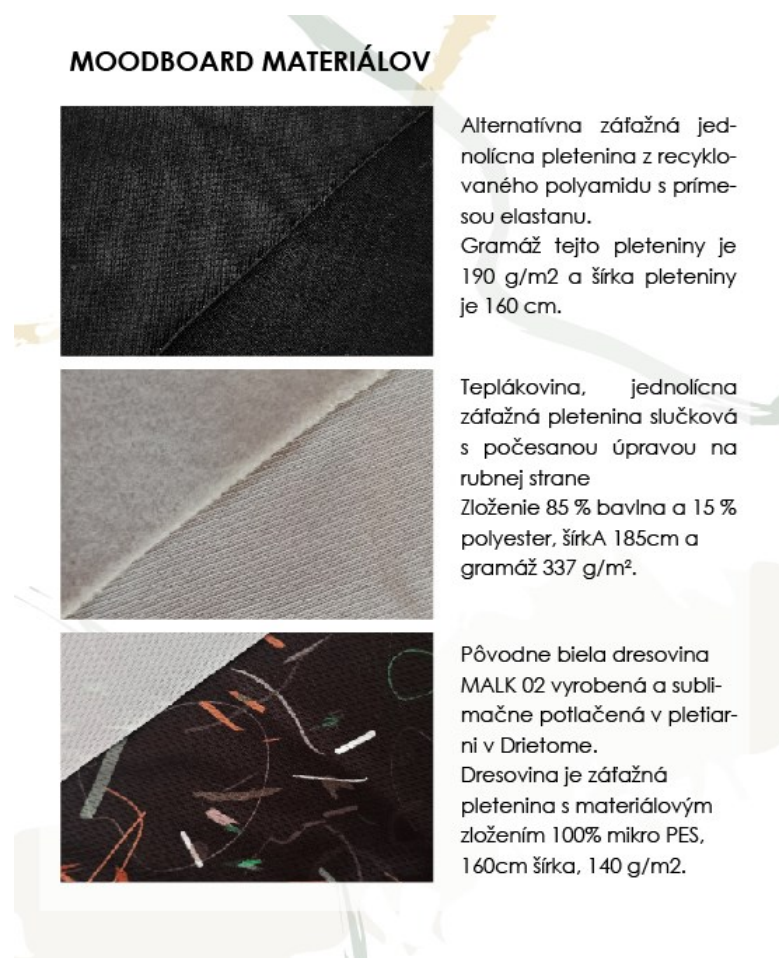 MOODBOARD MATERIÁLOV
Alternatívna záťažná jed-
nolícna pletenina z recyklo-
vaného polyamidu s príme-
sou elastanu.
Gramáž tejto pleteniny je
190 g/m2 a šírka pleteniny
je 160 cm.
Teplákovina, jednolícna
záťažná pletenina slučková
s počesanou úpravou na
rubnej strane
Zloženie 85 % bavlna a 15 %
polyester, šírkA 185cm a
gramáž 337 g/m².
Pôvodne biela dresovina
MALK 02 vyrobená a subli-
mačne potlačená v pletiar-
ni v Drietome.
Dresovina je záťažná
pletenina s materiálovým
zložením 100% mikro PES,
160cm šírka, 140 g/m2.